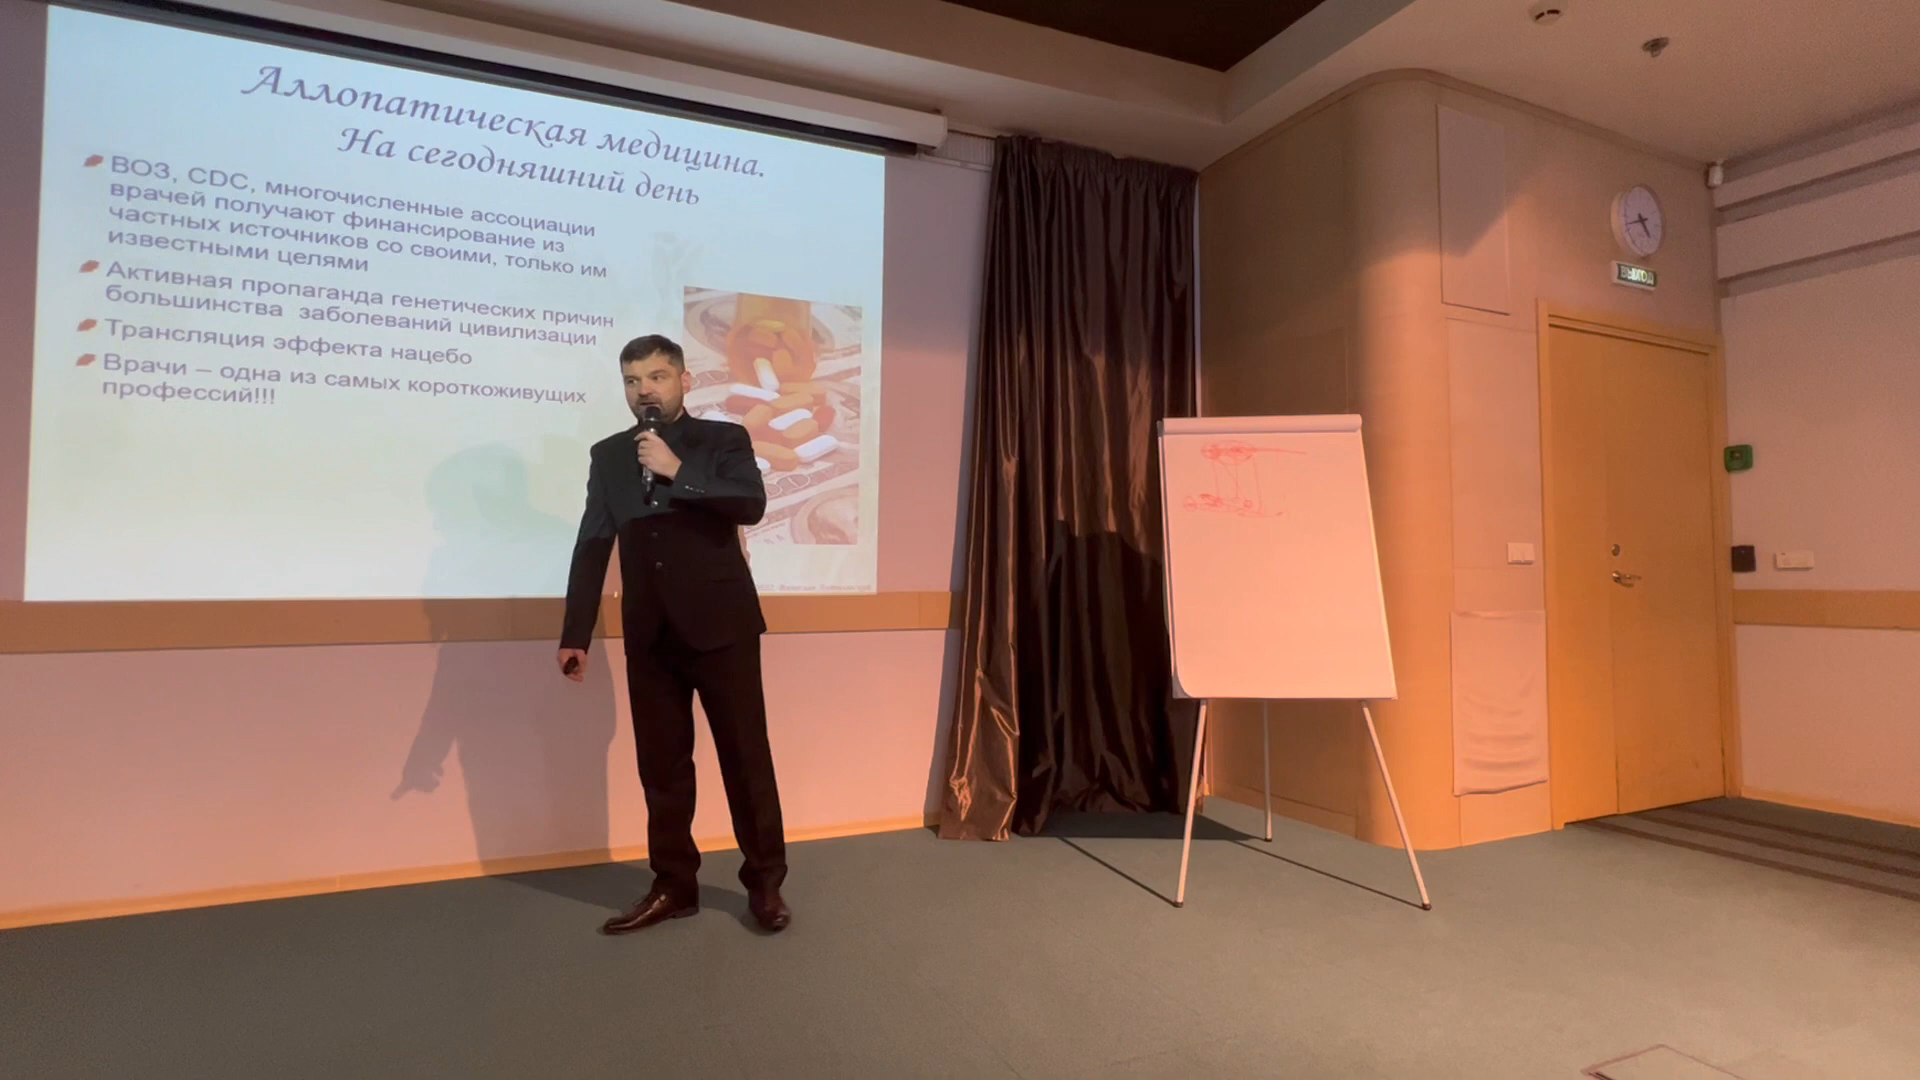 Аллопатическая медицина.
На сегодняшний день
ВОЗ, CDC, многочисленные ассоциации
врачей получают финансирование из
частных источников со своими, только им
известными целями
Активная пропаганда генетических причин
большинства заболеваний цивилизации
Трансляция эффекта нацебо
Врачи – одна из самых короткоживущих
профессий!!!
ВЫХОД